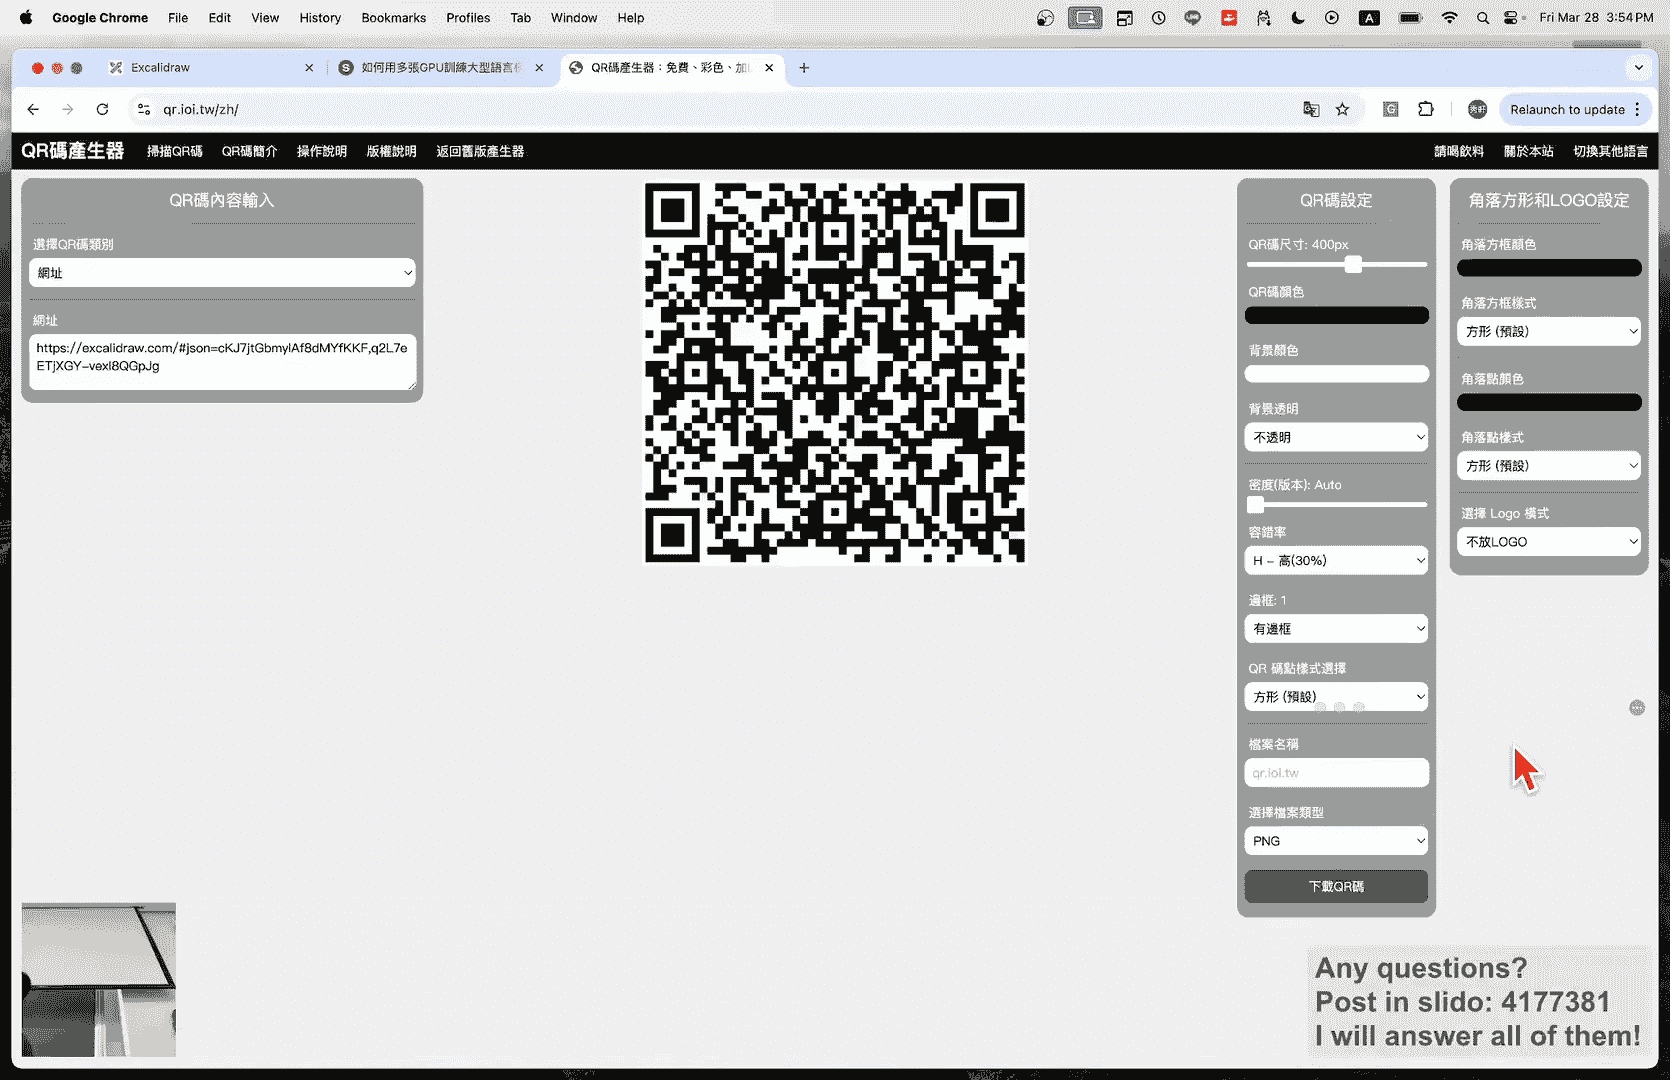 Google Chrome File Edit View History Bookmarks Profiles Tab Window Help
A
Fri Mar 28 3:54 PM
Excalidraw
S 如何用多張GPU訓練大型語言
QR碼產生器：免費、彩色、加
qr.ioi.tw/zh/
Relaunch to update
QR碼產生器 掃描QR碼 QR碼簡介 操作說明 版權說明 返回舊版產生器
請喝飲料 關於本站 切換其他語言
QR碼內容輸入
選擇QR碼類別
網址
網址
https://excalidraw.com/#json=cKJ7jtGbmylAf8dMYfKKF,q2L7e
ETjXGY-vexl8QGpJg
QR碼設定
QR碼尺寸: 400px
QR碼顏色
背景顏色
背景透明
不透明
密度(版本): Auto
容錯率
H - 高(30%)
邊框: 1
有邊框
QR 碼點樣式選擇
方形 (預設)
檔案名稱
qr.ioi.tw
選擇檔案類型
PNG
下載QR碼
角落方形和LOGO設定
角落方框顏色
角落方框樣式
方形 (預設)
角落點顏色
角落點樣式
方形 (預設)
選擇 Logo 模式
不放LOGO
Any questions?
Post in slido: 4177381
I will answer all of them!